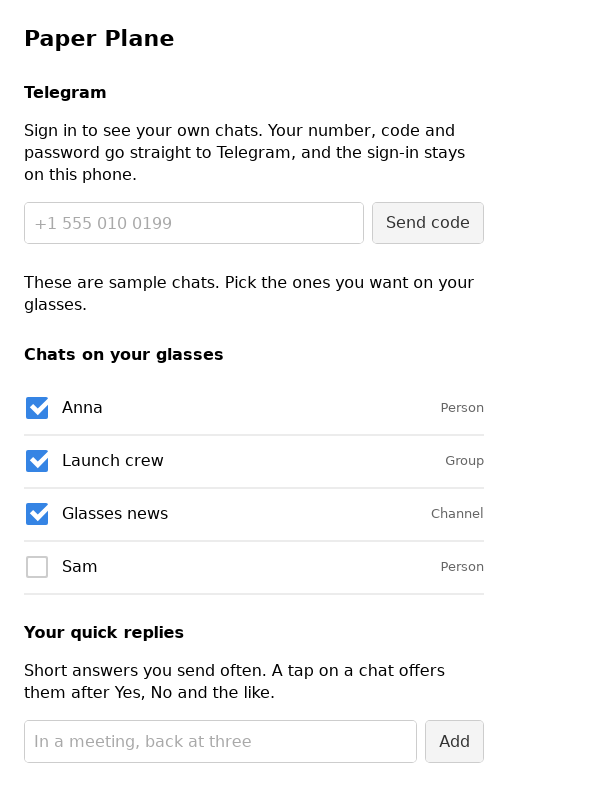 Paper Plane
Telegram
Sign in to see your own chats. Your number, code and
password go straight to Telegram, and the sign-in stays
on this phone.
+1 555 010 0199
Send code
These are sample chats. Pick the ones you want on your
glasses.
Chats on your glasses
Anna Person
Launch crew Group
Glasses news Channel
Sam Person
Your quick replies
Short answers you send often. A tap on a chat offers
them after Yes, No and the like.
In a meeting, back at three
Add